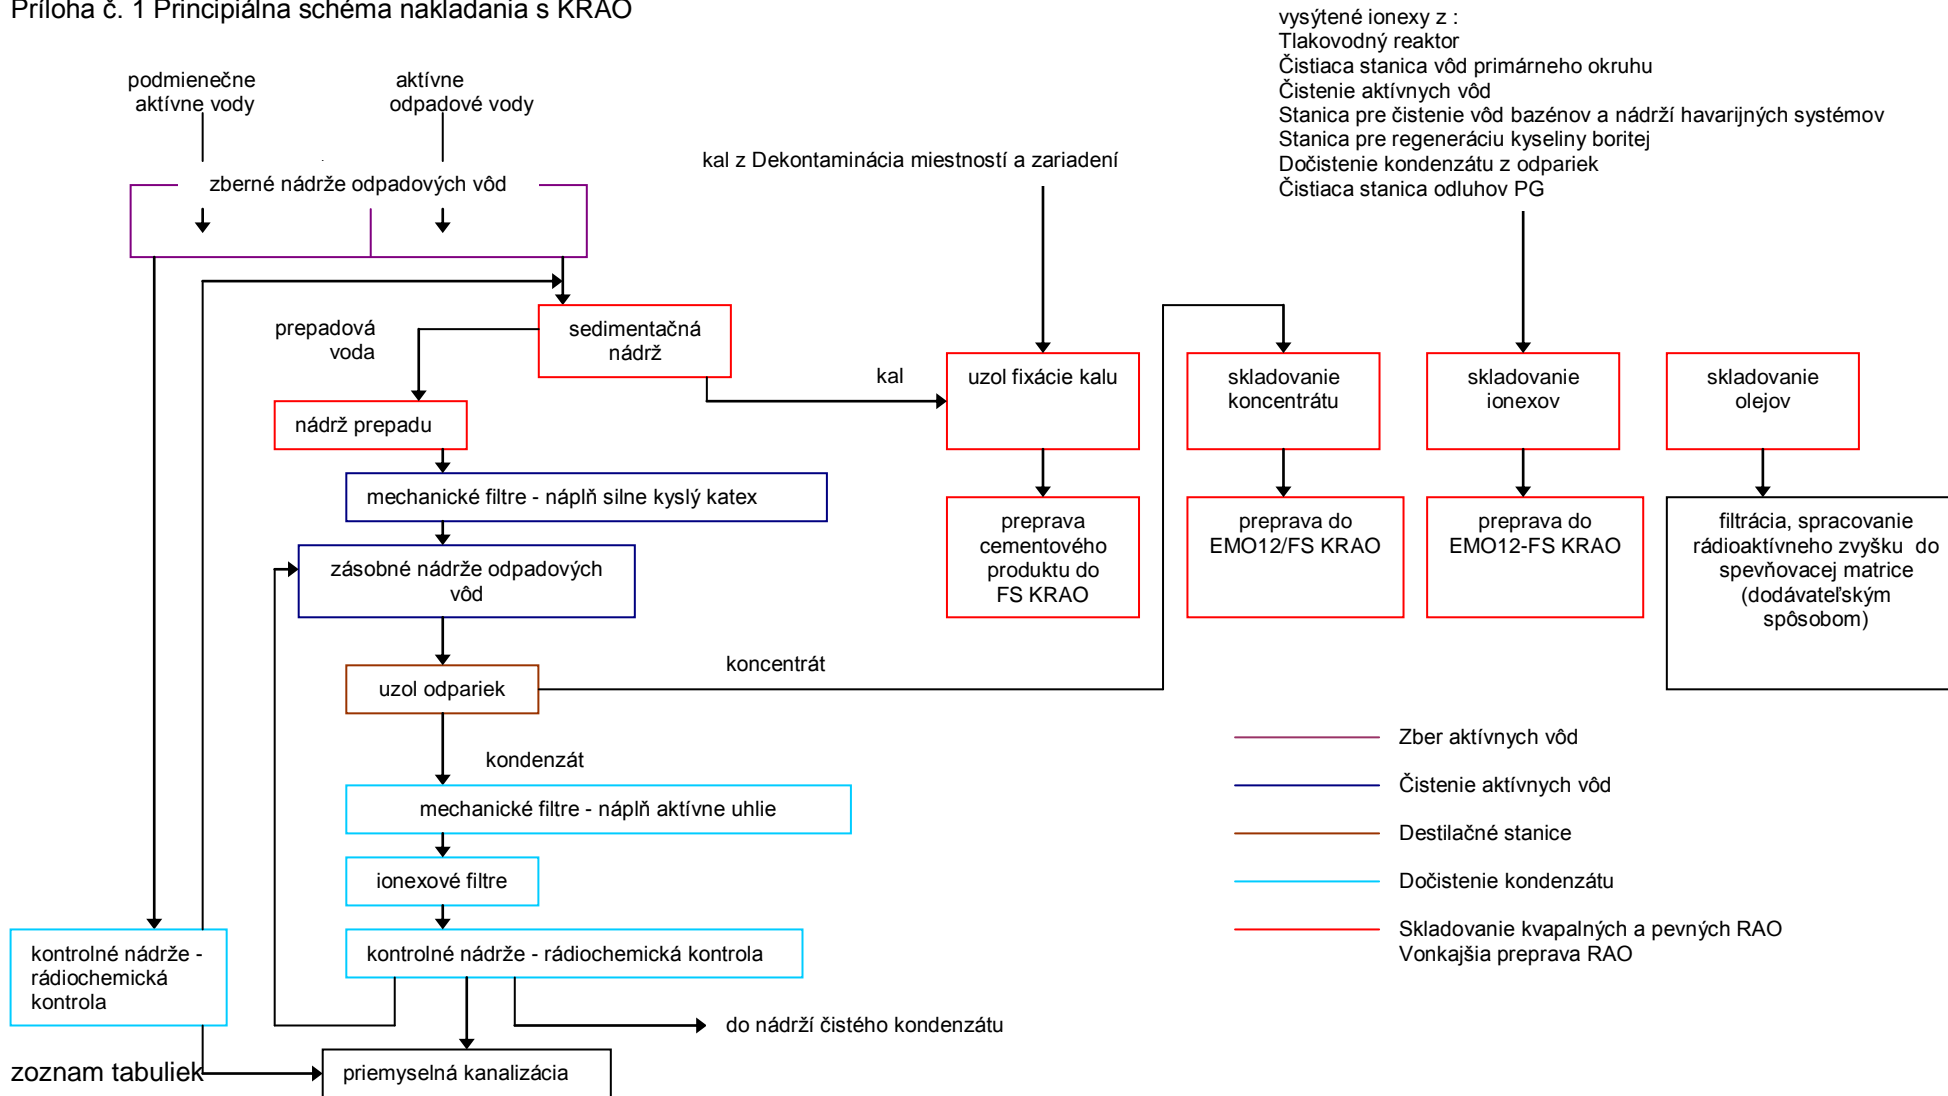 Príloha č. 1 Principiálna schéma nakladania s KRAO
vysýtené ionexy z :
Tlakovodný reaktor
Čistiaca stanica vôd primárneho okruhu
Čistenie aktívnych vôd
Stanica pre čistenie vôd bazénov a nádrží havarijných systémov
Stanica pre regeneráciu kyseliny boritej
Dočistenie kondenzátu z odpariek
Čistiaca stanica odluhov PG
podmienečne
aktívne vody
aktívne
odpadové vody
kal z Dekontaminácia miestností a zariadení
zberné nádrže odpadových vôd
prepadová
voda
sedimentačná
nádrž
kal
uzol fixácie kalu
skladovanie
koncentrátu
skladovanie
ionexov
skladovanie
olejov
nádrž prepadu
mechanické filtre - náplň silne kyslý katex
preprava
cementového
produktu do
FS KRAO
preprava do
EMO12/FS KRAO
preprava do
EMO12-FS KRAO
filtrácia, spracovanie
rádioaktívneho zvyšku do
spevňovacej matrice
(dodávateľským
spôsobom)
zásobné nádrže odpadových
vôd
uzol odpariek
koncentrát
kondenzát
mechanické filtre - náplň aktívne uhlie
ionexové filtre
kontrolné nádrže -
rádiochemická
kontrola
kontrolné nádrže - rádiochemická kontrola
do nádrží čistého kondenzátu
priemyselná kanalizácia
Zber aktívnych vôd
Čistenie aktívnych vôd
Destilačné stanice
Dočistenie kondenzátu
Skladovanie kvapalných a pevných RAO
Vonkajšia preprava RAO
zoznam tabuliek